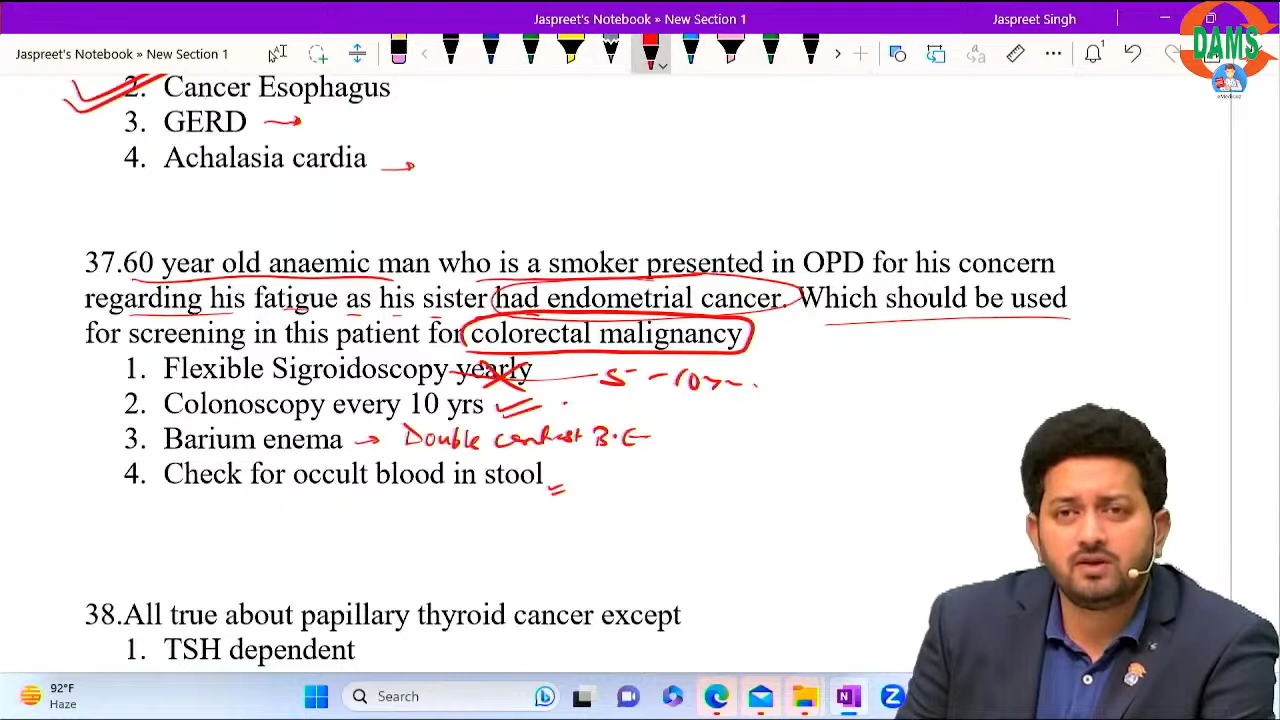 Jaspreet's Notebook » New Section 1
Jaspreet Singh
Jaspreet's Notebook » New Section 1
DAMS
eMedicoz
2. Cancer Esophagus
3. GERD
4. Achalasia cardia
37.60 year old anaemic man who is a smoker presented in OPD for his concern
regarding his fatigue as his sister had endometrial cancer. Which should be used
for screening in this patient for colorectal malignancy
1. Flexible Sigroidoscopy yearly 5-10yr.
2. Colonoscopy every 10 yrs
3. Barium enema → Double contrast B.E
4. Check for occult blood in stool
38.All true about papillary thyroid cancer except
1. TSH dependent
92°F
Haze
Search